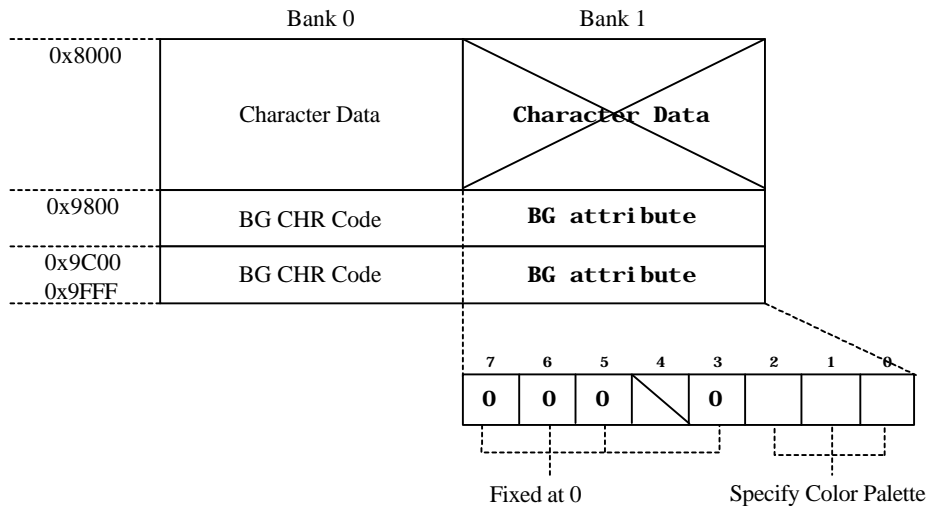 Bank 0 Bank 1
0x8000
Character Data Character Data
0x9800
BG CHR Code BG attribute
0x9C00
BG CHR Code BG attribute
0x9FFF
7 6 5 4 3 2 1 0
0 0 0 0
Fixed at 0 Specify Color Palette